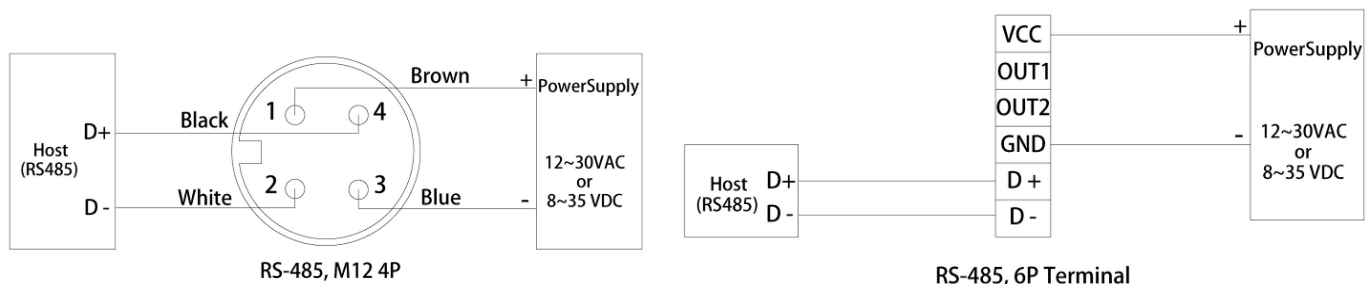 Brown
+
PowerSupply
12~30VAC
or
8~35 VDC
-
1
4
Black
D+
Host
(RS485)
D -
White
2
3
Blue
RS-485, M12 4P
VCC
OUT1
OUT2
GND
D +
D -
+
PowerSupply
12~30VAC
or
8~35 VDC
-
Host
(RS485)
D+
D -
RS-485, 6P Terminal